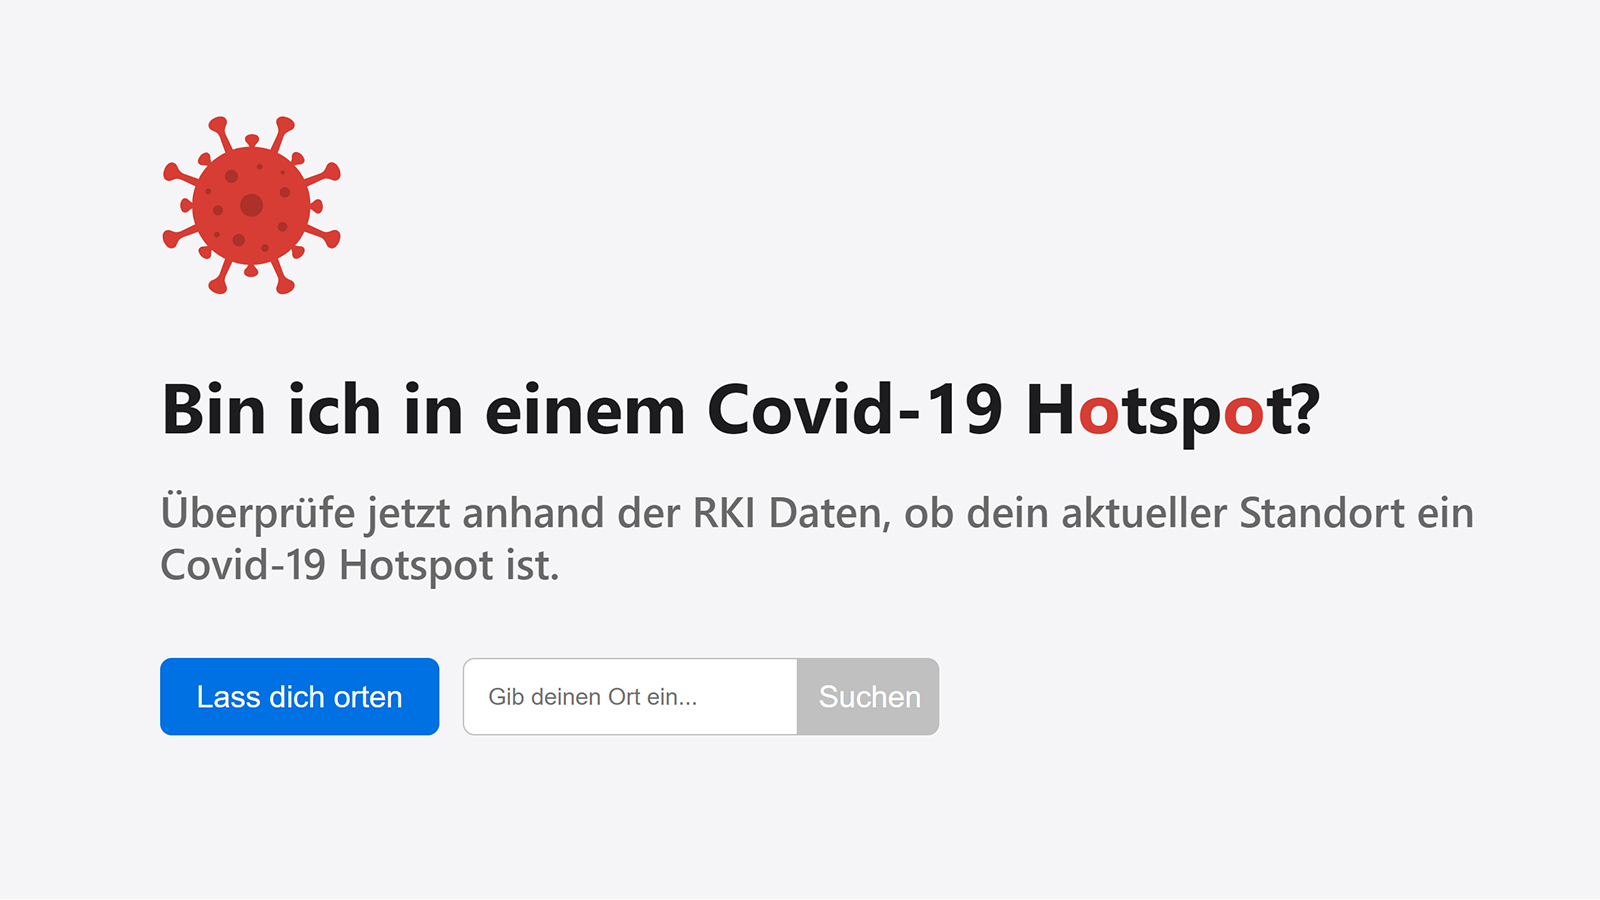 Bin ich in einem Covid-19 Hotspot?
Überprüfe jetzt anhand der RKI Daten, ob dein aktueller Standort ein
Covid-19 Hotspot ist.
Lass dich orten
Gib deinen Ort ein...
Suchen